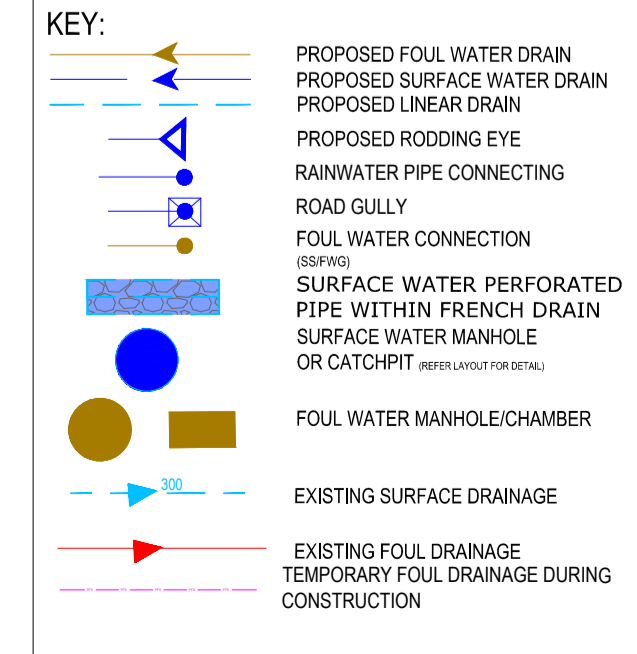 KEY:
PROPOSED FOUL WATER DRAIN
PROPOSED SURFACE WATER DRAIN
PROPOSED LINEAR DRAIN
PROPOSED RODDING EYE
RAINWATER PIPE CONNECTING
ROAD GULLY
FOUL WATER CONNECTION
(SS/FWG)
SURFACE WATER PERFORATED
PIPE WITHIN FRENCH DRAIN
SURFACE WATER MANHOLE
OR CATCHPIT (REFER LAYOUT FOR DETAIL)
FOUL WATER MANHOLE/CHAMBER
300
EXISTING SURFACE DRAINAGE
EXISTING FOUL DRAINAGE
TEMPORARY FOUL DRAINAGE DURING
CONSTRUCTION